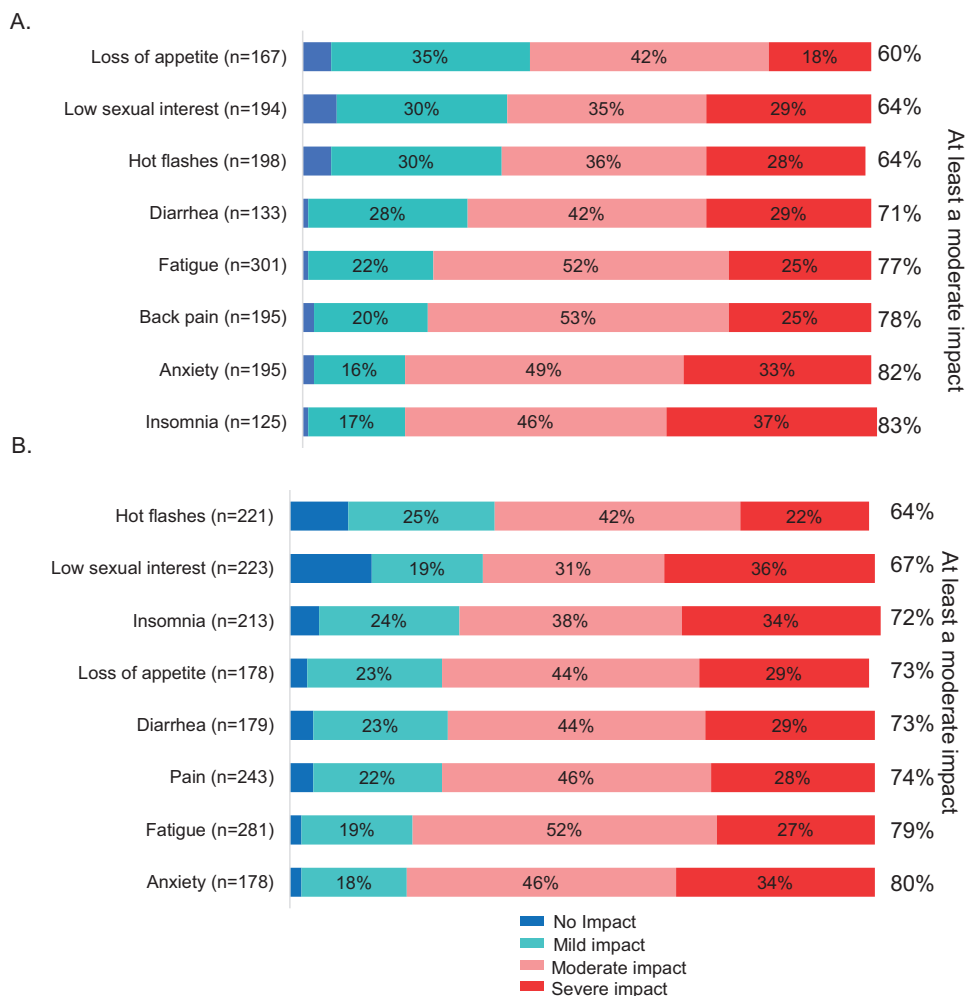 A.
Loss of appetite (n=167) 35% 42% 18% 60%
Low sexual interest (n=194) 30% 35% 29% 64%
Hot flashes (n=198) 30% 36% 28% 64%
Diarrhea (n=133) 28% 42% 29% 71%
Fatigue (n=301) 22% 52% 25% 77%
Back pain (n=195) 20% 53% 25% 78%
Anxiety (n=195) 16% 49% 33% 82%
Insomnia (n=125) 17% 46% 37% 83%
At least a moderate impact
B.
Hot flashes (n=221) 25% 42% 22% 64%
Low sexual interest (n=223) 19% 31% 36% 67%
Insomnia (n=213) 24% 38% 34% 72%
Loss of appetite (n=178) 23% 44% 29% 73%
Diarrhea (n=179) 23% 44% 29% 73%
Pain (n=243) 22% 46% 28% 74%
Fatigue (n=281) 19% 52% 27% 79%
Anxiety (n=178) 18% 46% 34% 80%
At least a moderate impact
No Impact
Mild impact
Moderate impact
Severe impact